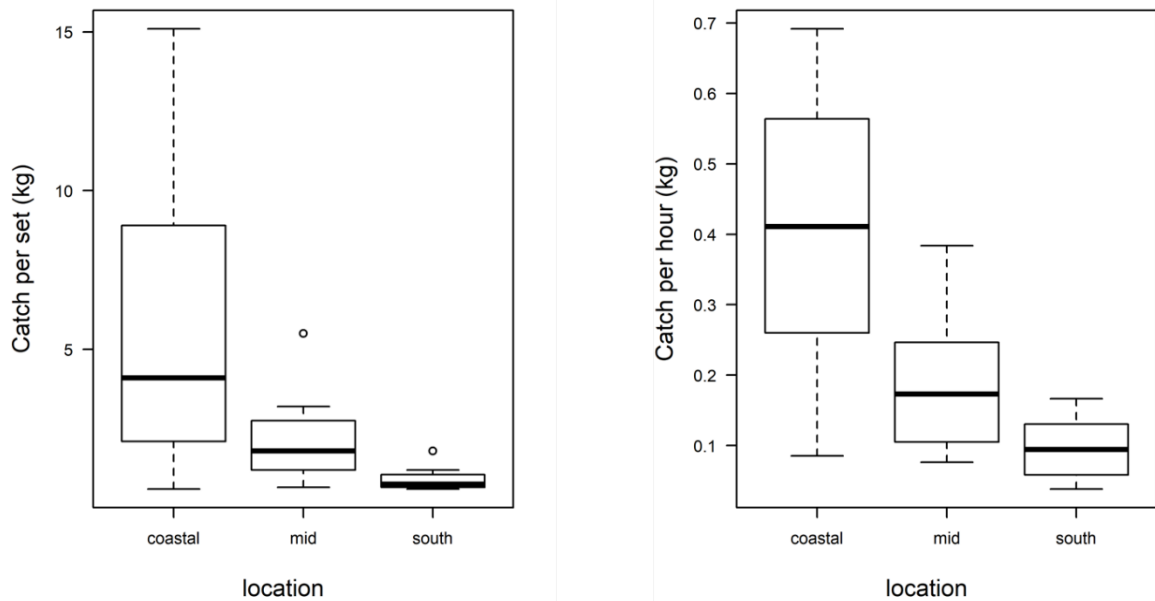 Catch per set (kg)
15
10
5
coastal
mid
south
location
Catch per hour (kg)
0.7
0.6
0.5
0.4
0.3
0.2
0.1
coastal
mid
south
location